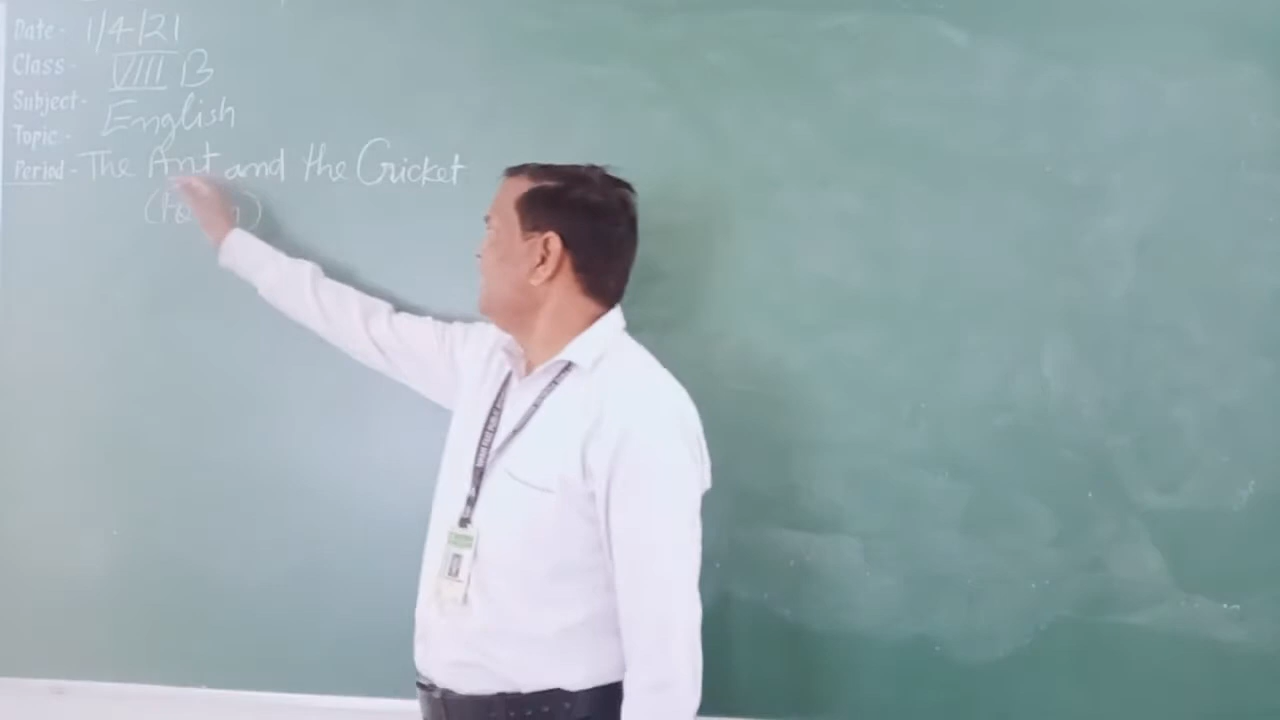 Date - 1/4/21
Class - VIII B
Subject - English
Topic -
Period - The Ant and the Cricket